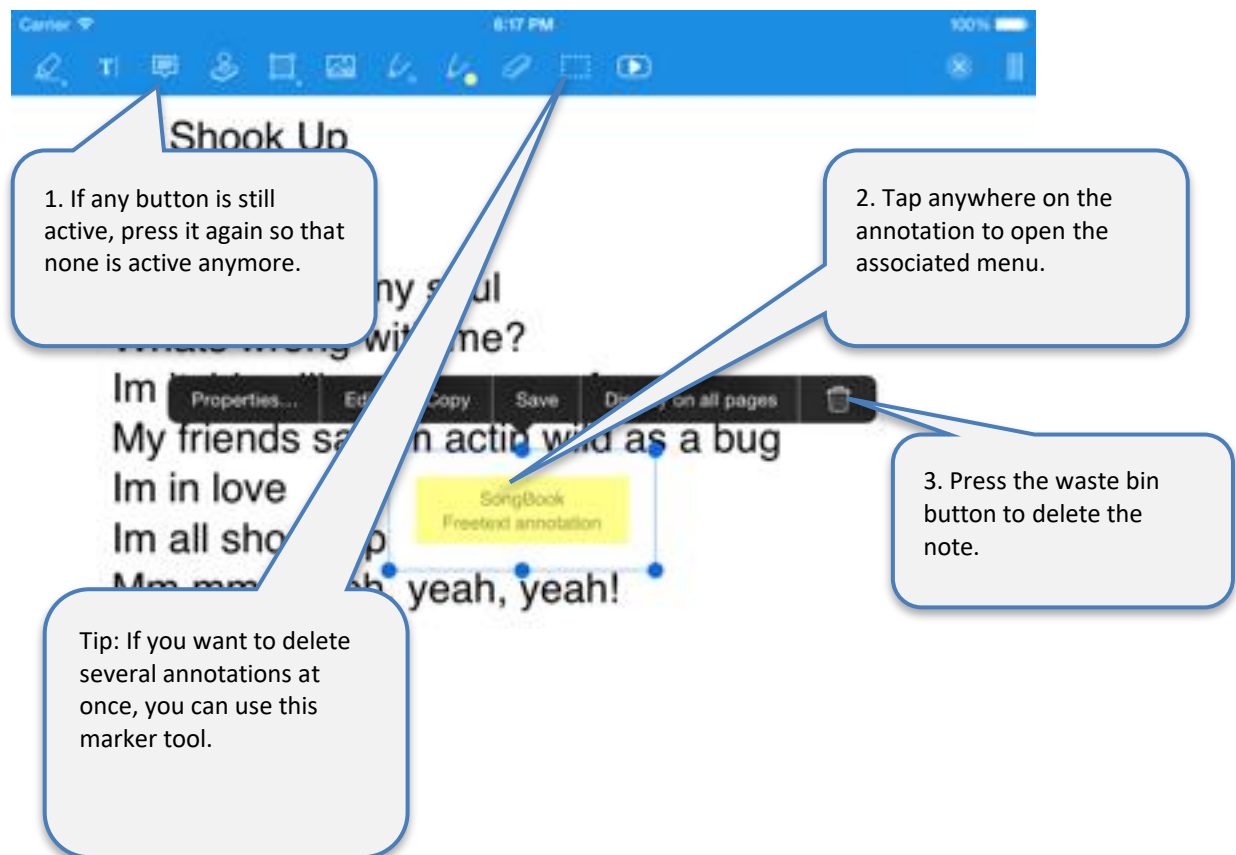 Carrier
6:17 PM
100%
T
Shook Up
1. If any button is still
active, press it again so that
none is active anymore.
2. Tap anywhere on the
annotation to open the
associated menu.
my
with me?
Im
Properties...
Copy
Save
on all pages
My friends
actin wild as a bug
Im in love
SongBook
Freetext annotation
3. Press the waste bin
button to delete the
note.
Im all
yeah, yeah!
Tip: If you want to delete
several annotations at
once, you can use this
marker tool.